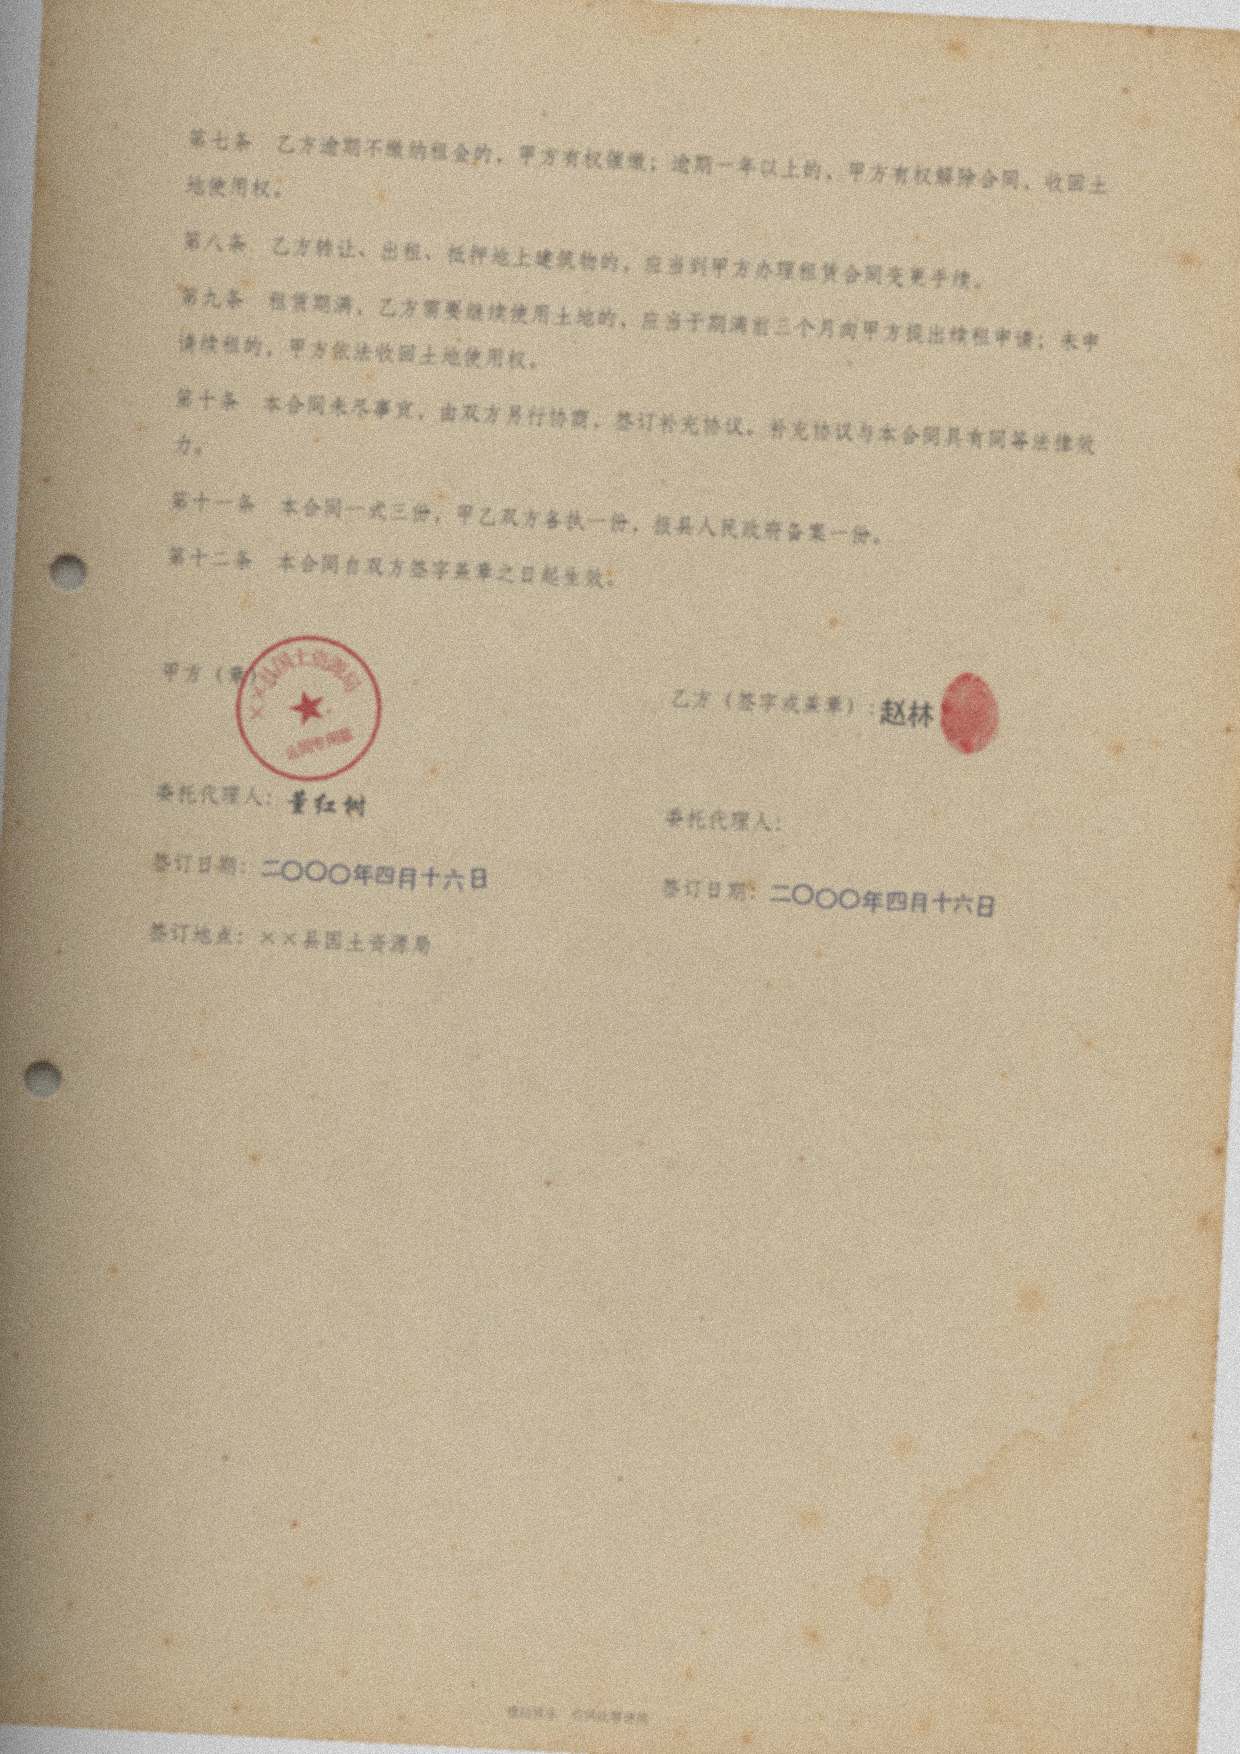 第七条　乙方逾期不缴纳租金的，甲方有权催缴；逾期一年以上的，甲方有权解除合同，收回土
地使用权。
第八条　乙方转让、出租、抵押地上建筑物的，应当到甲方办理租赁合同变更手续。
第九条　租赁期满，乙方需要继续使用土地的，应当于期满前三个月向甲方提出续租申请；未申
请续租的，甲方依法收回土地使用权。
第十条　本合同未尽事宜，由双方另行协商，签订补充协议。补充协议与本合同具有同等法律效
力。
第十一条　本合同一式三份，甲乙双方各执一份，报县人民政府备案一份。
第十二条　本合同自双方签字盖章之日起生效。
甲方（章）
××县国土资源局
合同专用章
乙方（签字或盖章）：赵林
委托代理人：董红树
委托代理人：
签订日期：二〇〇〇年四月十六日
签订日期：二〇〇〇年四月十六日
签订地点：××县国土资源局